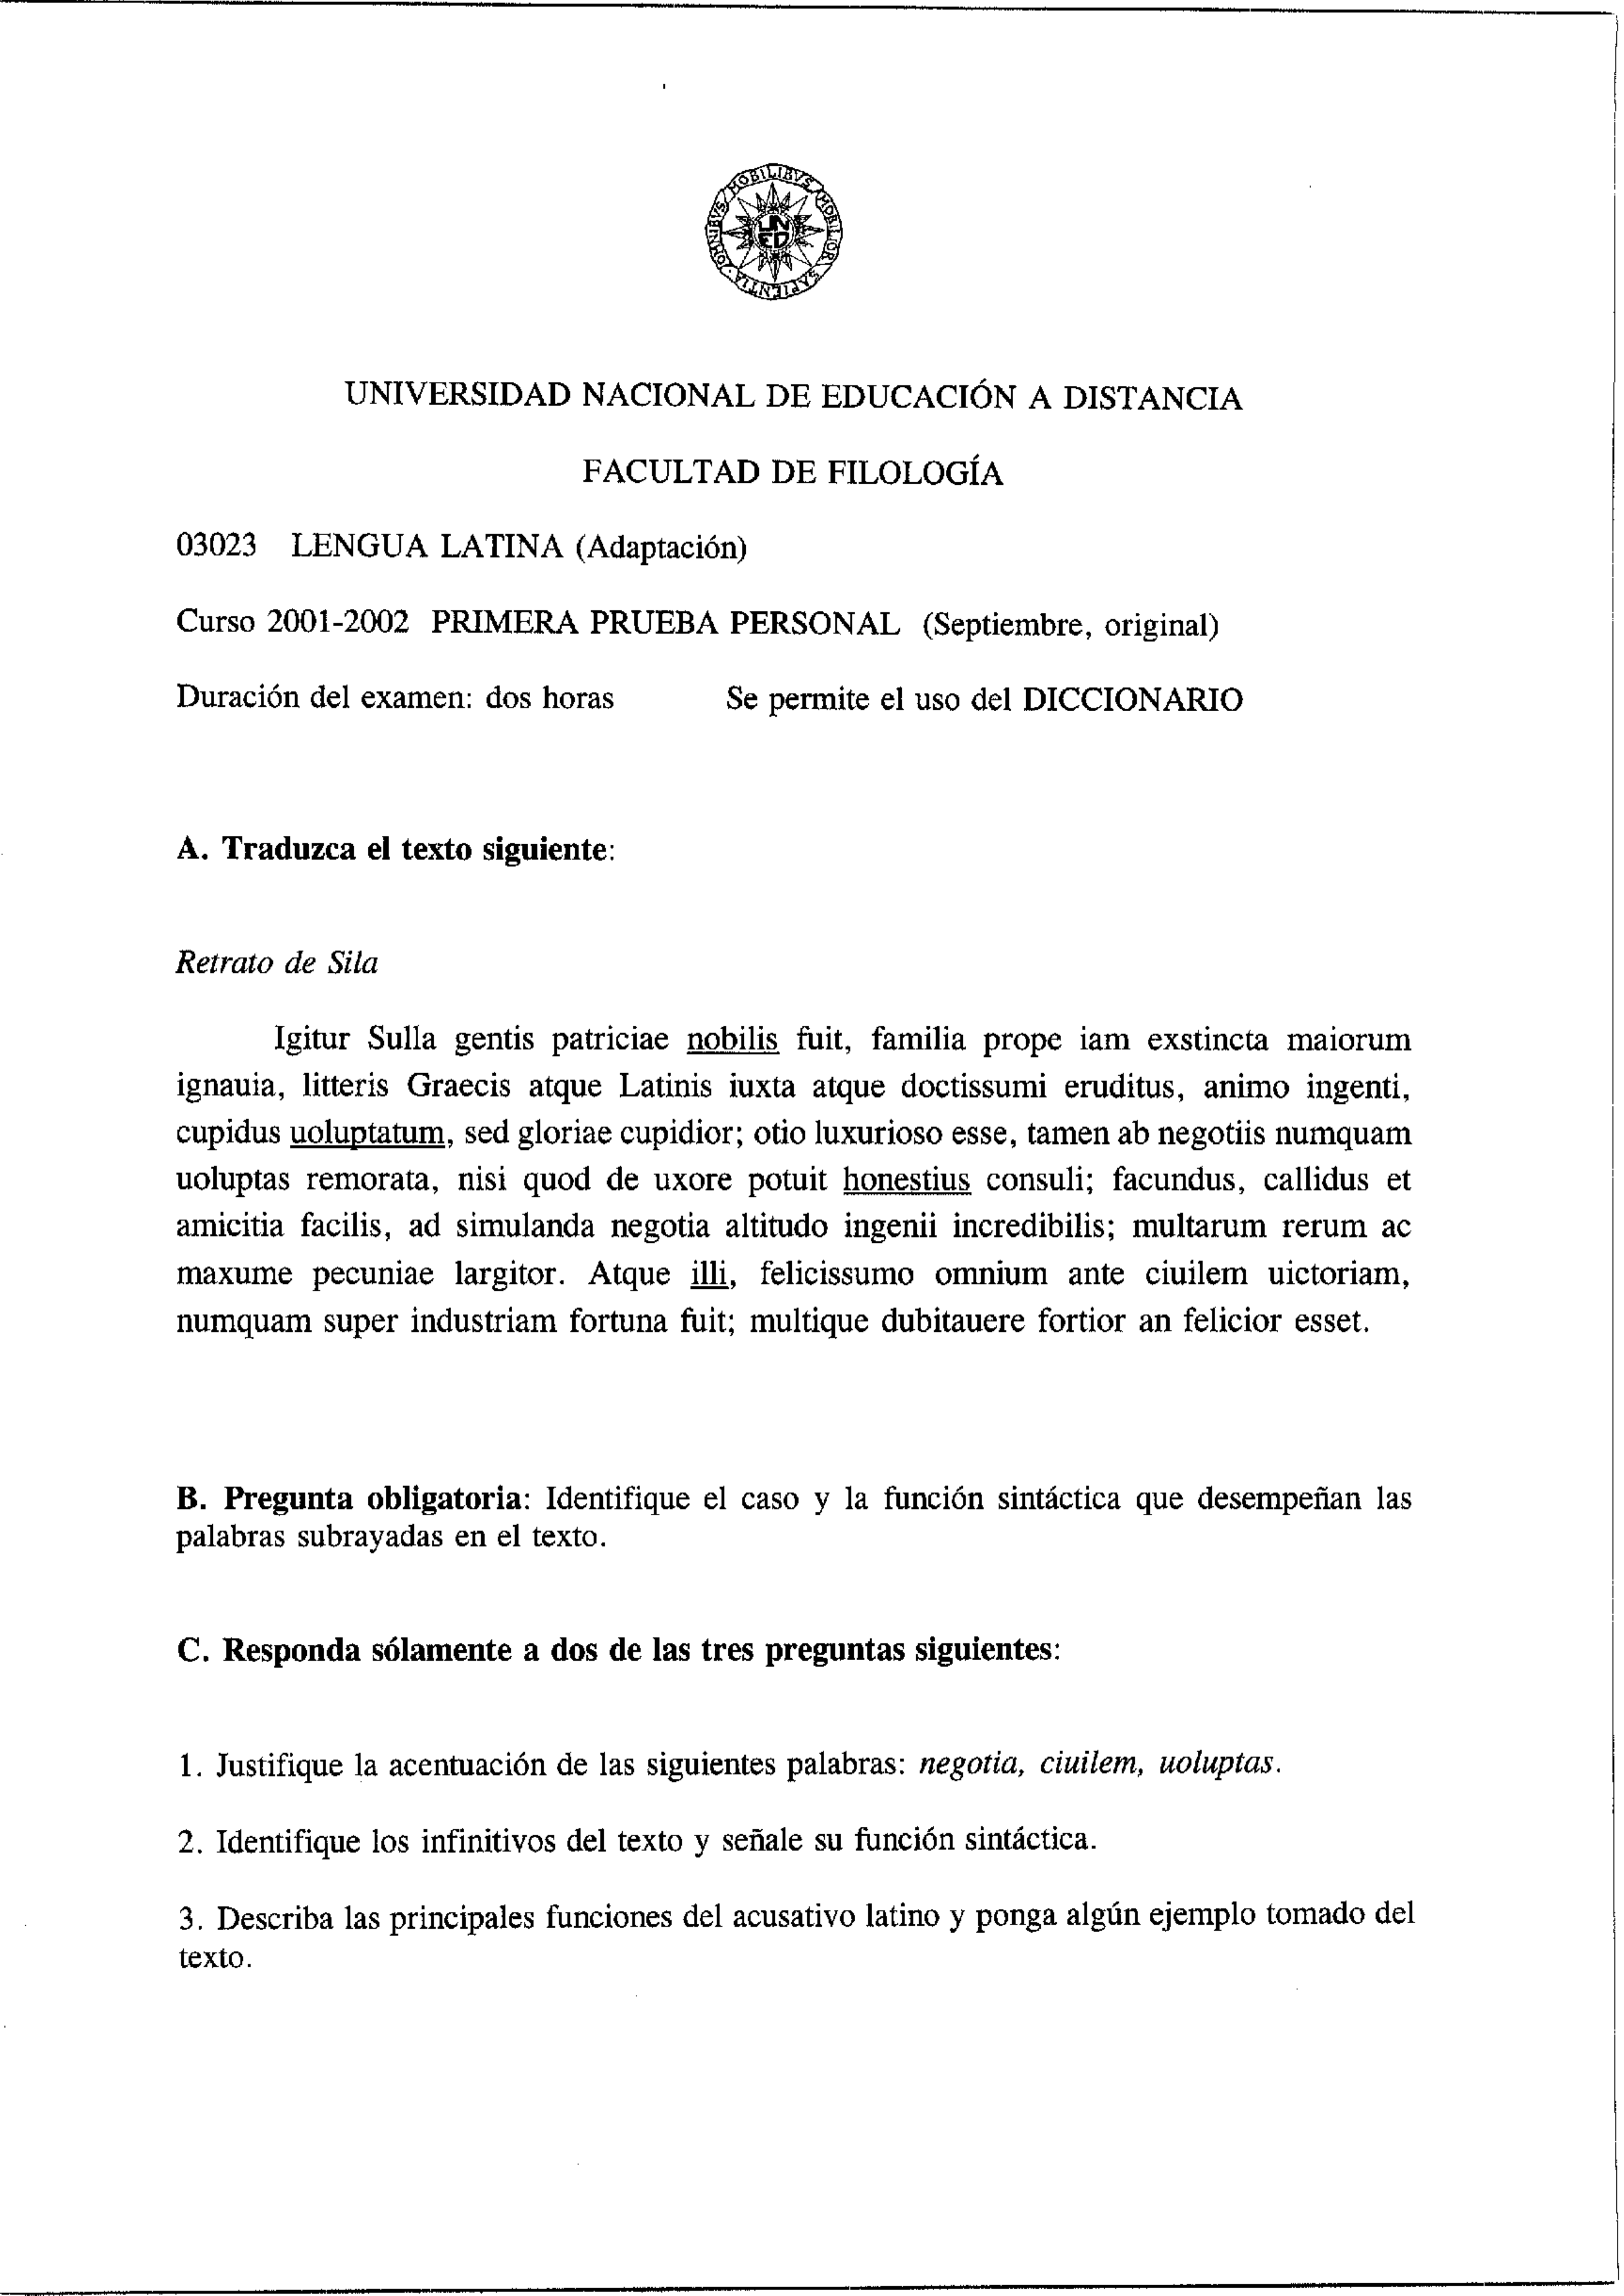 OMNIBVS MOBILIBVS MOBILIOR SAPIENTIA
UN
ED
UNIVERSIDAD NACIONAL DE EDUCACIÓN A DISTANCIA
FACULTAD DE FILOLOGÍA
03023 LENGUA LATINA (Adaptación)
Curso 2001-2002 PRIMERA PRUEBA PERSONAL (Septiembre, original)
Duración del examen: dos horas Se permite el uso del DICCIONARIO
A. Traduzca el texto siguiente:
Retrato de Sila
Igitur Sulla gentis patriciae nobilis fuit, familia prope iam exstincta maiorum
ignauia, litteris Graecis atque Latinis iuxta atque doctissumi eruditus, animo ingenti,
cupidus uoluptatum, sed gloriae cupidior; otio luxurioso esse, tamen ab negotiis numquam
uoluptas remorata, nisi quod de uxore potuit honestius consuli; facundus, callidus et
amicitia facilis, ad simulanda negotia altitudo ingenii incredibilis; multarum rerum ac
maxume pecuniae largitor. Atque illi, felicissumo omnium ante ciuilem uictoriam,
numquam super industriam fortuna fuit; multique dubitauere fortior an felicior esset.
B. Pregunta obligatoria: Identifique el caso y la función sintáctica que desempeñan las
palabras subrayadas en el texto.
C. Responda sólamente a dos de las tres preguntas siguientes:
1. Justifique la acentuación de las siguientes palabras: negotia, ciuilem, uoluptas.
2. Identifique los infinitivos del texto y señale su función sintáctica.
3. Describa las principales funciones del acusativo latino y ponga algún ejemplo tomado del
texto.